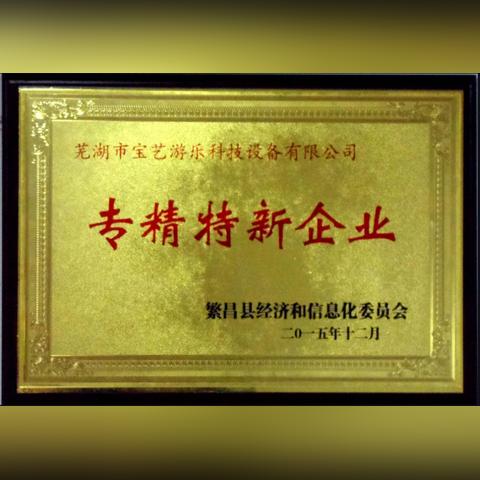 芜湖市宝艺游乐科技设备有限公司
专精特新企业
繁昌县经济和信息化委员会
二〇一五年十二月